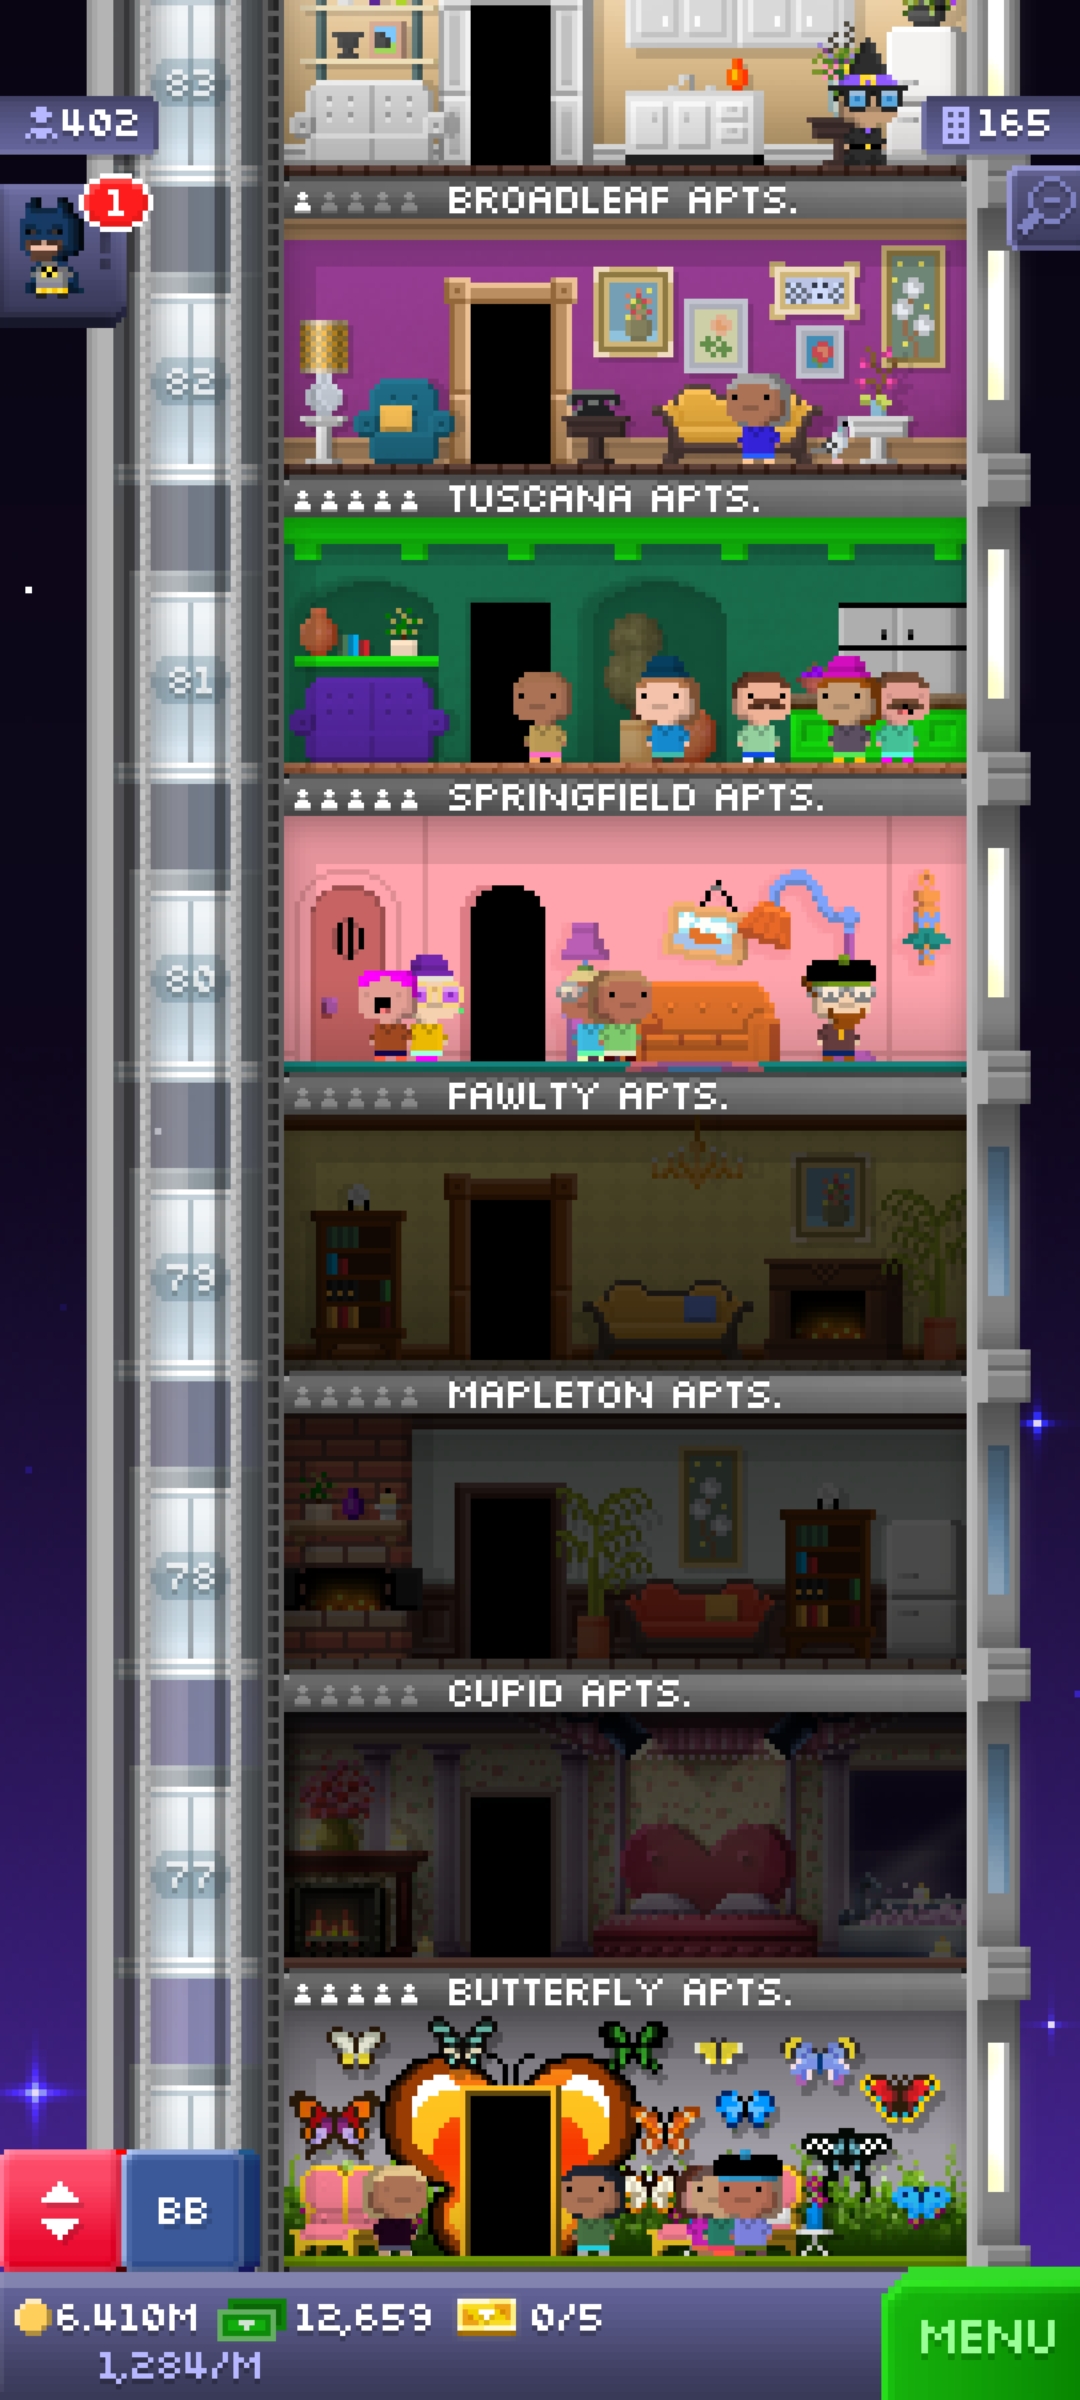 83
402
165
1
BROADLEAF APTS.
82
TUSCANA APTS.
81
SPRINGFIELD APTS.
80
FAWLTY APTS.
79
MAPLETON APTS.
78
CUPID APTS.
77
BUTTERFLY APTS.
BB
6.410M 12,659 0/5
1,284/M
MENU